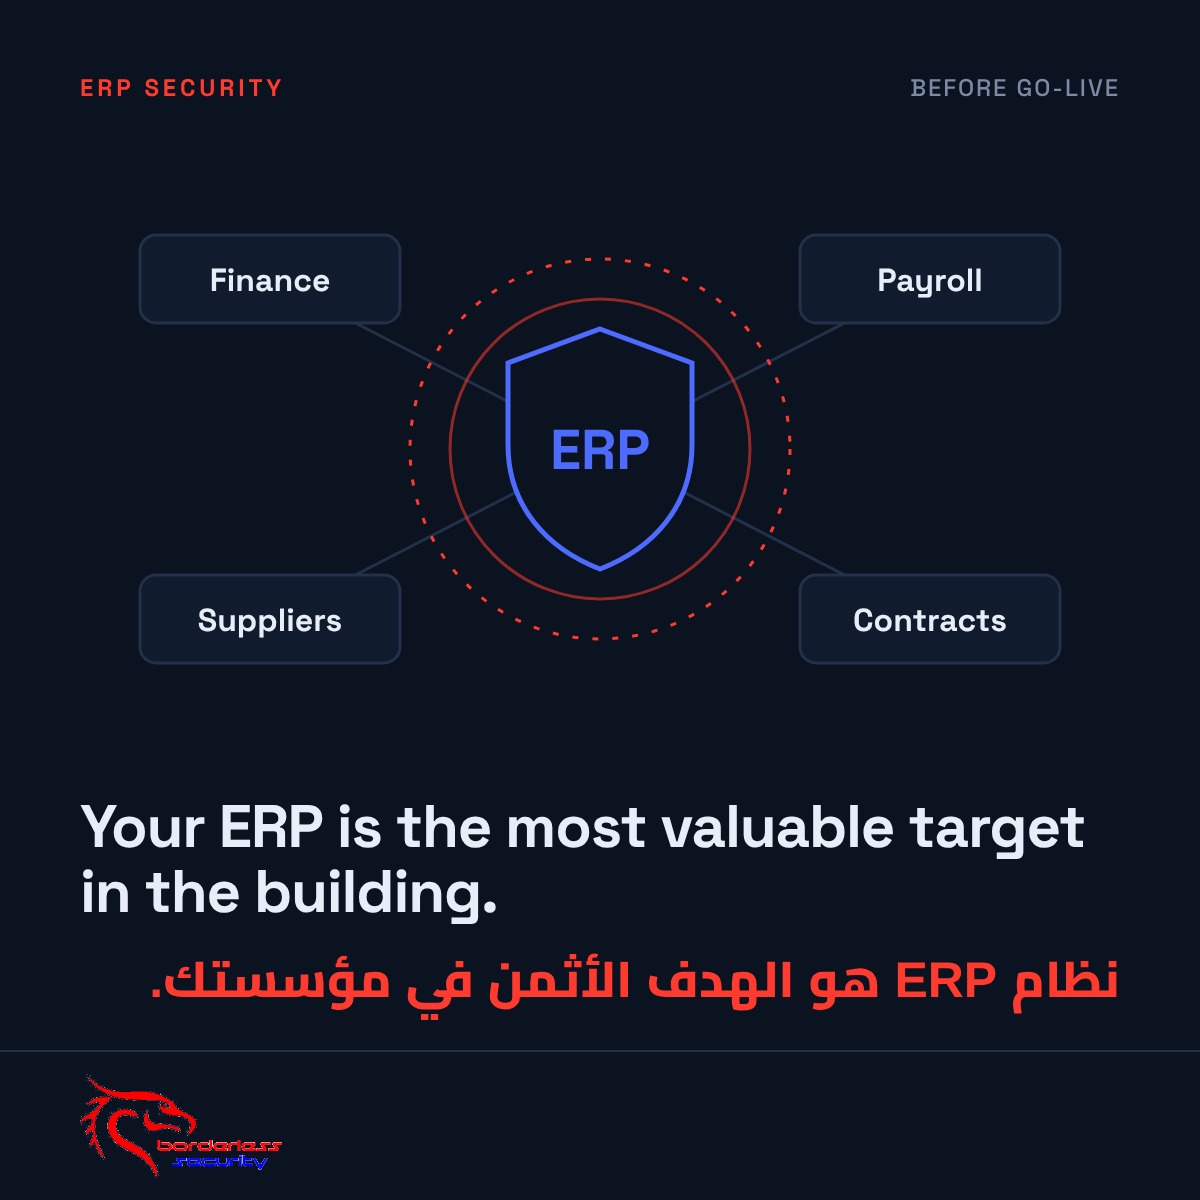 ERP SECURITY
BEFORE GO-LIVE
Finance
Payroll
ERP
Suppliers
Contracts
Your ERP is the most valuable target
in the building.
نظام ERP هو الهدف الأثمن في مؤسستك.
borderless
security